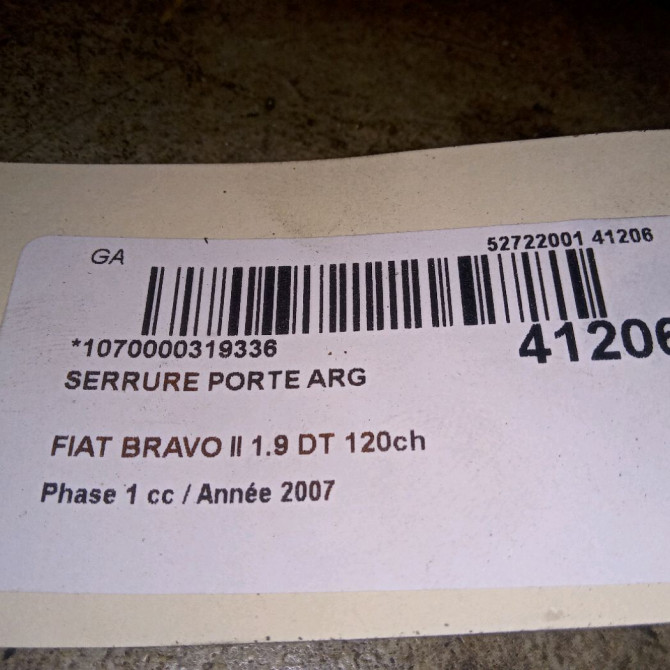 GA
52722001 41206
*1070000319336
41206
SERRURE PORTE ARG
FIAT BRAVO II 1.9 DT 120ch
Phase 1 cc / Année 2007